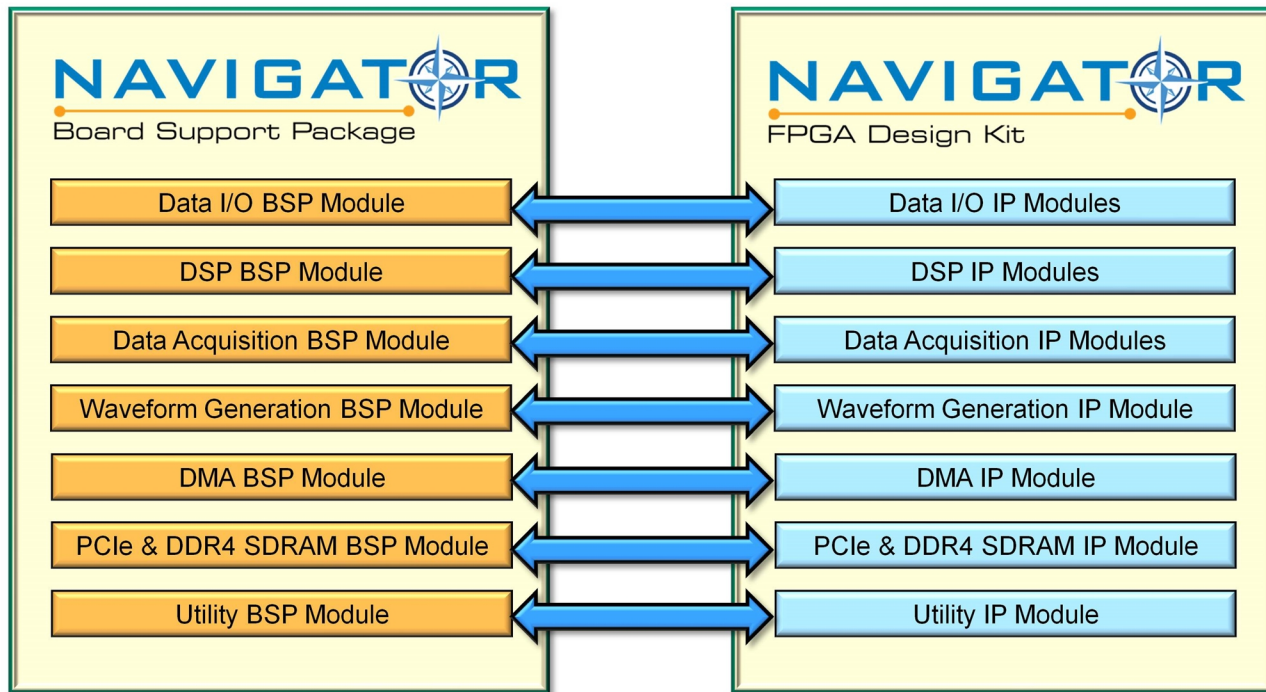 NAVIGATOR
Board Support Package
Data I/O BSP Module
DSP BSP Module
Data Acquisition BSP Module
Waveform Generation BSP Module
DMA BSP Module
PCIe & DDR4 SDRAM BSP Module
Utility BSP Module
NAVIGATOR
FPGA Design Kit
Data I/O IP Modules
DSP IP Modules
Data Acquisition IP Modules
Waveform Generation IP Module
DMA IP Module
PCIe & DDR4 SDRAM IP Module
Utility IP Module